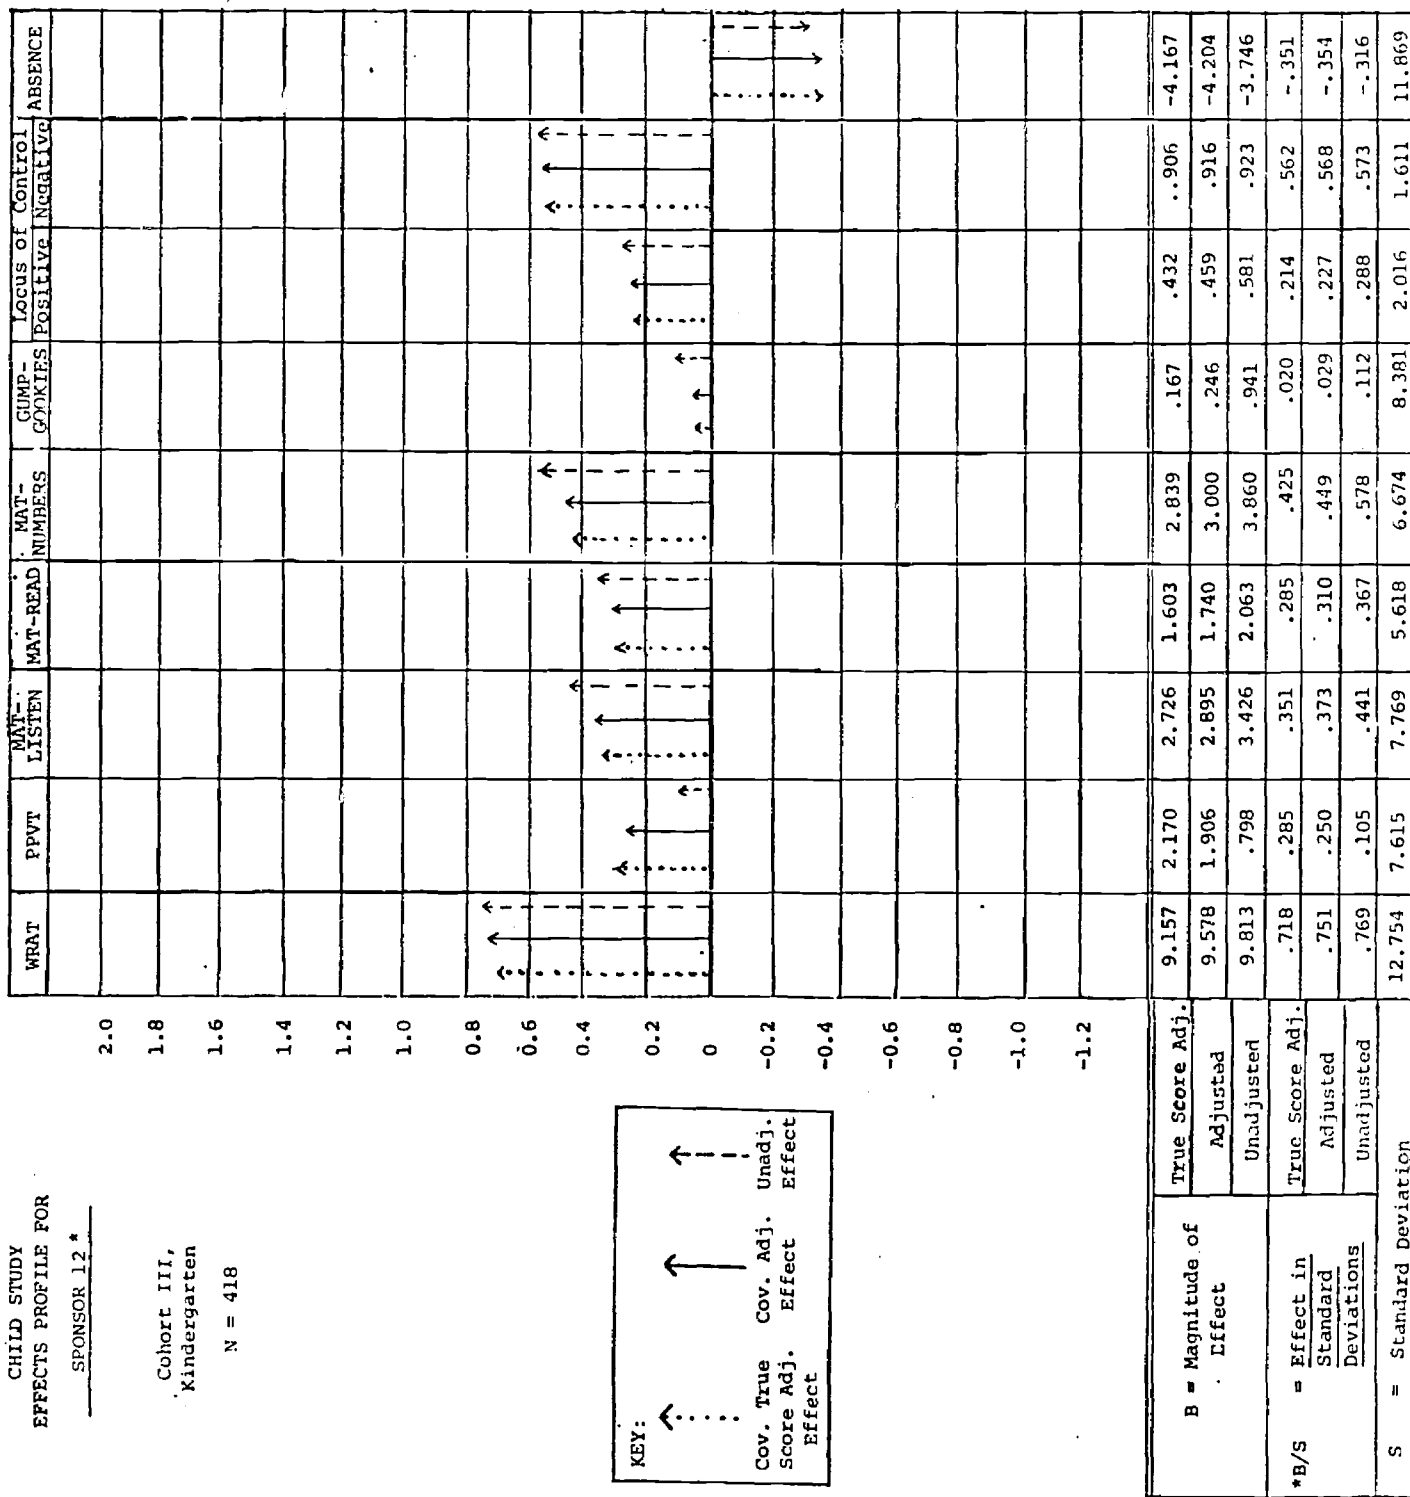 CHILD STUDY
EFFECTS PROFILE FOR
SPONSOR 12 *
Cohort III,
Kindergarten
N = 418
KEY:
Cov. True Cov. Adj. Unadj.
Score Adj. Effect Effect
Effect
WRAT PPVT MAT- LISTEN MAT-READ MAT- NUMBERS GUMP- GOOKIES Locus of Control Positive Negative ABSENCE
2.0
1.8
1.6
1.4
1.2
1.0
0.8
0.6
0.4
0.2
0
-0.2
-0.4
-0.6
-0.8
-1.0
-1.2
B = Magnitude of
Effect
True Score Adj. 9.157 2.170 2.726 1.603 2.839 .167 .432 ..906 -4.167
Adjusted 9.578 1.906 2.895 1.740 3.000 .246 .459 .916 -4.204
Unadjusted 9.813 .798 3.426 2.063 3.860 .941 .581 .923 -3.746
*B/S = Effect in
Standard
Deviations
True Score Adj. .718 .285 .351 .285 .425 .020 .214 .562 -.351
Adjusted .751 .250 .373 .310 .449 .029 .227 .568 -.354
Unadjusted .769 .105 .441 .367 .578 .112 .288 .573 -.316
S = Standard Deviation 12.754 7.615 7.769 5.618 6.674 8.381 2.016 1.611 11.869